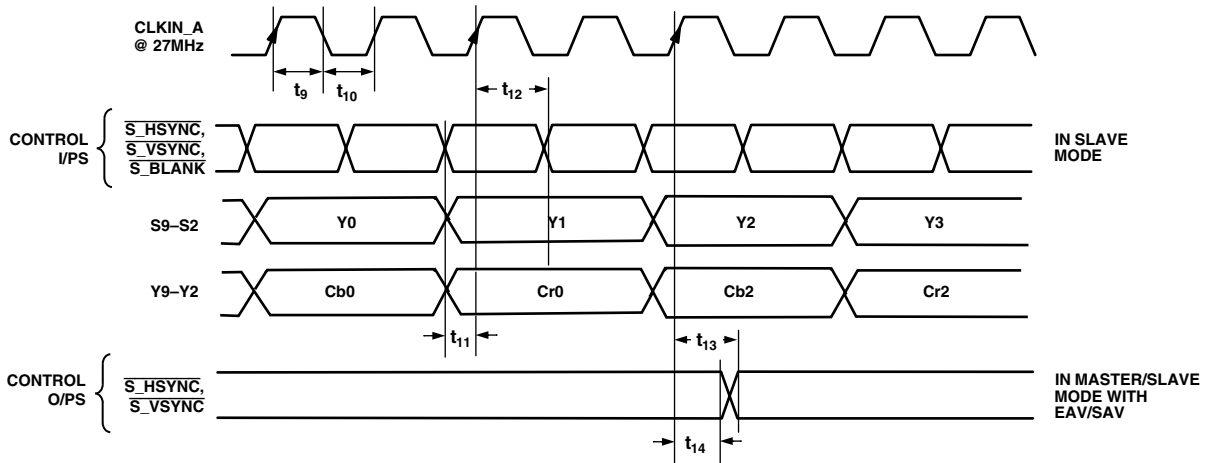 CLKIN_A
@ 27MHz
t9
t10
t12
CONTROL
I/PS
S_HSYNC,
S_VSYNC,
S_BLANK
IN SLAVE
MODE
S9–S2
Y0
Y1
Y2
Y3
Y9–Y2
Cb0
Cr0
Cb2
Cr2
t11
t13
CONTROL
O/PS
S_HSYNC,
S_VSYNC
IN MASTER/SLAVE
MODE WITH
EAV/SAV
t14